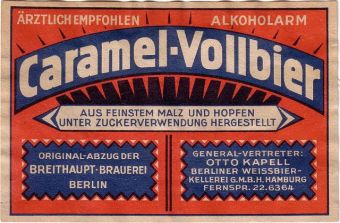 ÄRZTLICH EMPFOHLEN ALKOHOLARM
Caramel-Vollbier
AUS FEINSTEM MALZ UND HOPFEN
UNTER ZUCKERVERWENDUNG HERGESTELLT
ORIGINAL-ABZUG DER
BREITHAUPT-BRAUEREI
BERLIN
GENERAL-VERTRETER:
OTTO KAPELL
BERLINER WEISSBIER-
KELLEREI G.M.B.H. HAMBURG
FERNSPR. 22.6364